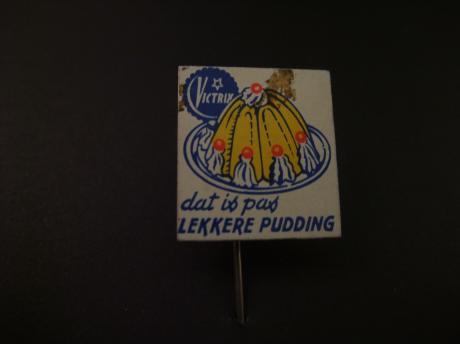 VICTRIX
dat is pas
LEKKERE PUDDING